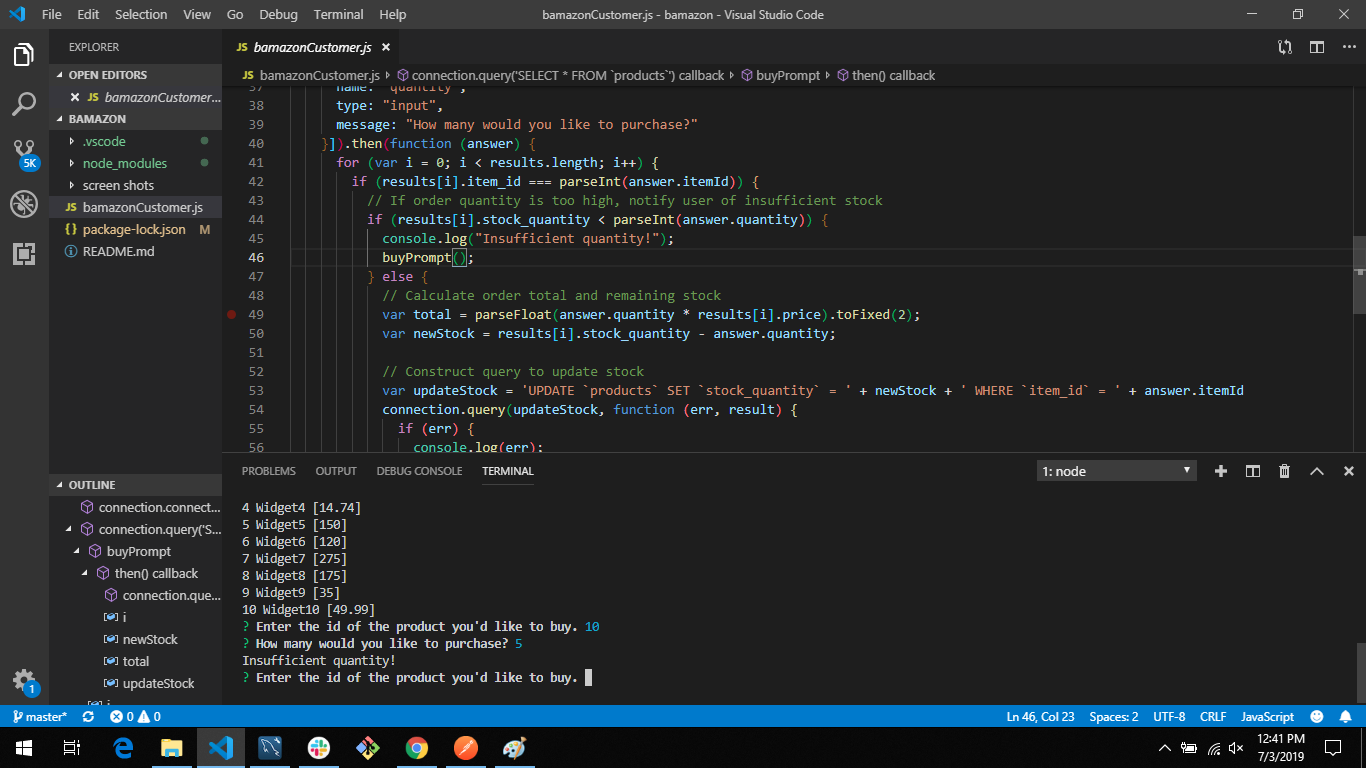 File Edit Selection View Go Debug Terminal Help
bamazonCustomer.js - bamazon - Visual Studio Code
EXPLORER
OPEN EDITORS
JS bamazonCustomer...
BAMAZON
.vscode
node_modules
screen shots
JS bamazonCustomer.js
{} package-lock.json M
README.md
5K
1
OUTLINE
connection.connect...
connection.query('S...
buyPrompt
then() callback
connection.que...
i
newStock
total
updateStock
JS bamazonCustomer.js ×
JS bamazonCustomer.js › connection.query('SELECT * FROM `products`') callback › buyPrompt › then() callback
37 name: "quantity",
38 type: "input",
39 message: "How many would you like to purchase?"
40 }]).then(function (answer) {
41 for (var i = 0; i < results.length; i++) {
42 if (results[i].item_id === parseInt(answer.itemId)) {
43 // If order quantity is too high, notify user of insufficient stock
44 if (results[i].stock_quantity < parseInt(answer.quantity)) {
45 console.log("Insufficient quantity!");
46 buyPrompt();
47 } else {
48 // Calculate order total and remaining stock
49 var total = parseFloat(answer.quantity * results[i].price).toFixed(2);
50 var newStock = results[i].stock_quantity - answer.quantity;
51
52 // Construct query to update stock
53 var updateStock = 'UPDATE `products` SET `stock_quantity` = ' + newStock + ' WHERE `item_id` = ' + answer.itemId
54 connection.query(updateStock, function (err, result) {
55 if (err) {
56 console.log(err);
PROBLEMS OUTPUT DEBUG CONSOLE TERMINAL
1: node
4 Widget4 [14.74]
5 Widget5 [150]
6 Widget6 [120]
7 Widget7 [275]
8 Widget8 [175]
9 Widget9 [35]
10 Widget10 [49.99]
? Enter the id of the product you'd like to buy. 10
? How many would you like to purchase? 5
Insufficient quantity!
? Enter the id of the product you'd like to buy.
master* 0 0
Ln 46, Col 23 Spaces: 2 UTF-8 CRLF JavaScript
12:41 PM
7/3/2019